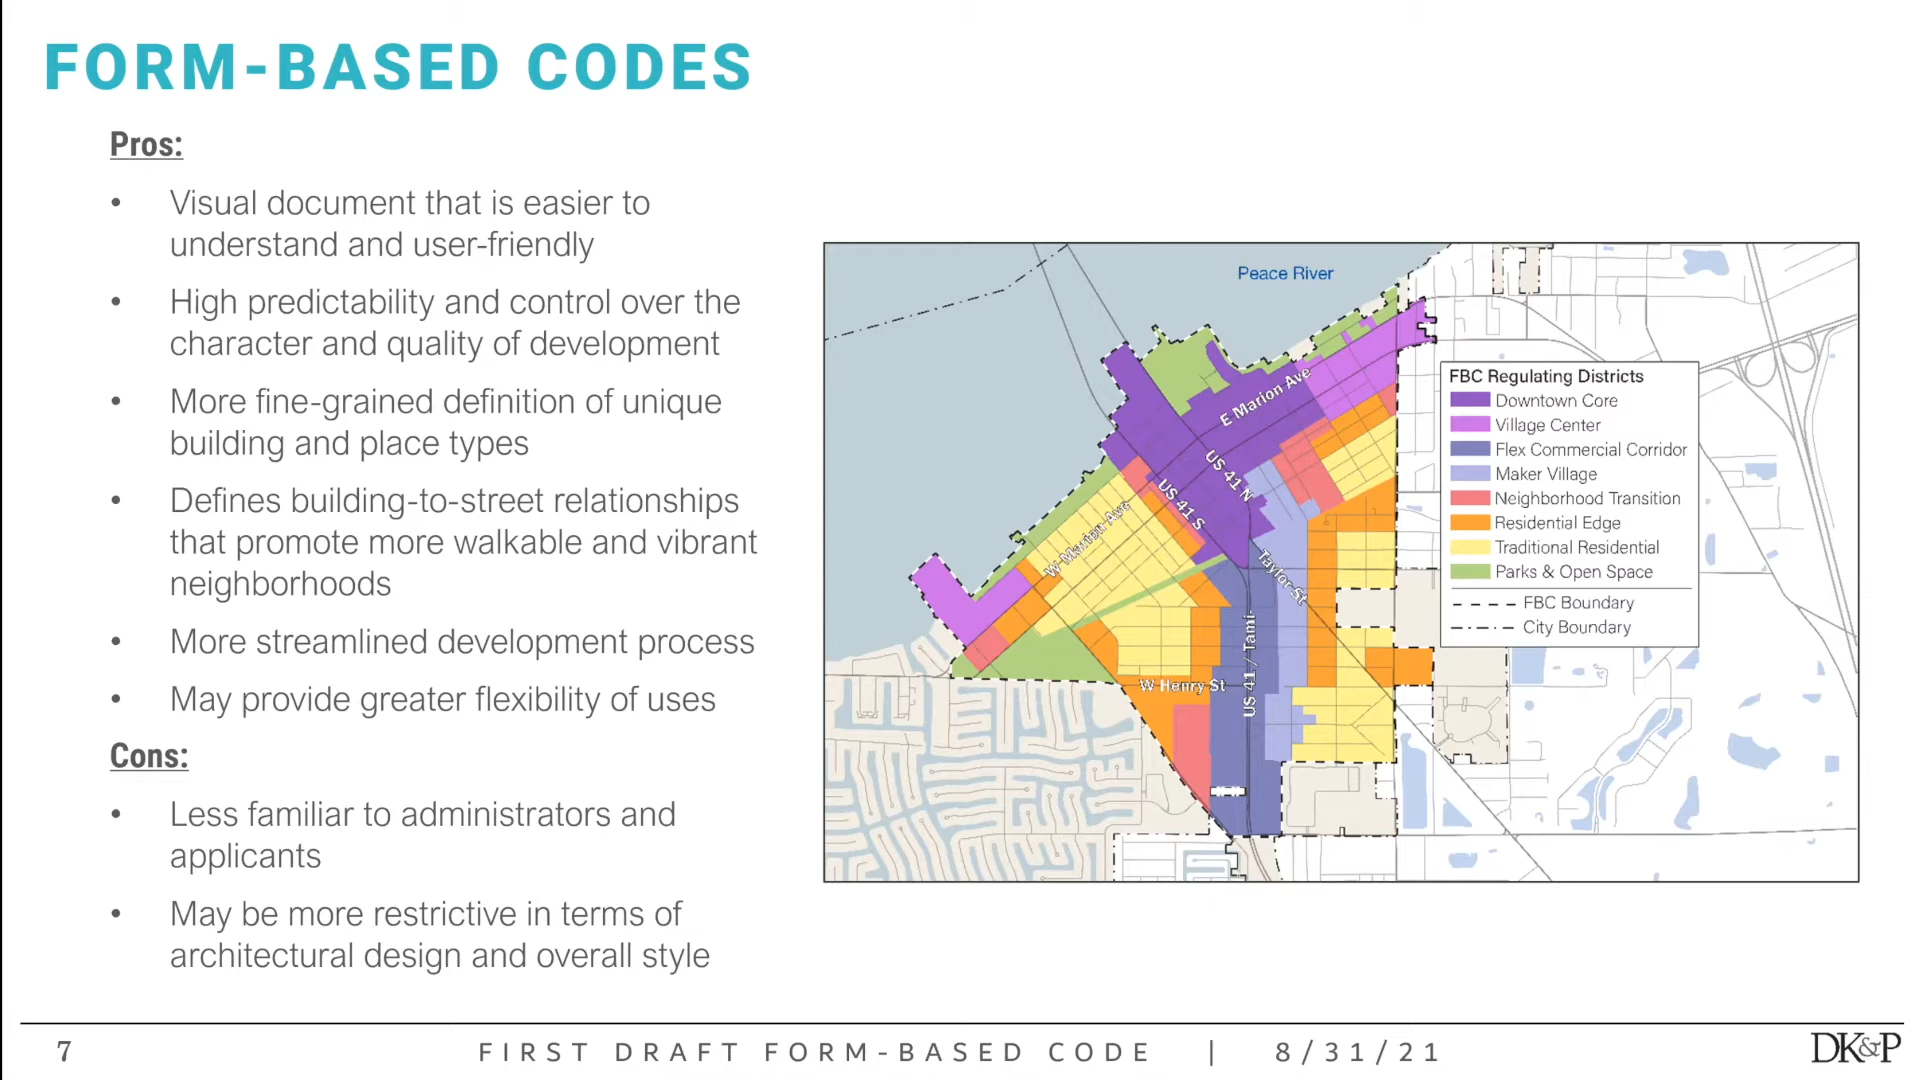 FORM-BASED CODES
Pros:
• Visual document that is easier to
understand and user-friendly
• High predictability and control over the
character and quality of development
• More fine-grained definition of unique
building and place types
• Defines building-to-street relationships
that promote more walkable and vibrant
neighborhoods
• More streamlined development process
• May provide greater flexibility of uses
Cons:
• Less familiar to administrators and
applicants
• May be more restrictive in terms of
architectural design and overall style
Peace River
E Marion Ave
US 41 N
US 41 S
W Marion Ave
Taylor St
US 41 / Tami-
W Henry St
FBC Regulating Districts
Downtown Core
Village Center
Flex Commercial Corridor
Maker Village
Neighborhood Transition
Residential Edge
Traditional Residential
Parks & Open Space
FBC Boundary
City Boundary
7
FIRST DRAFT FORM-BASED CODE | 8/31/21
DK&P